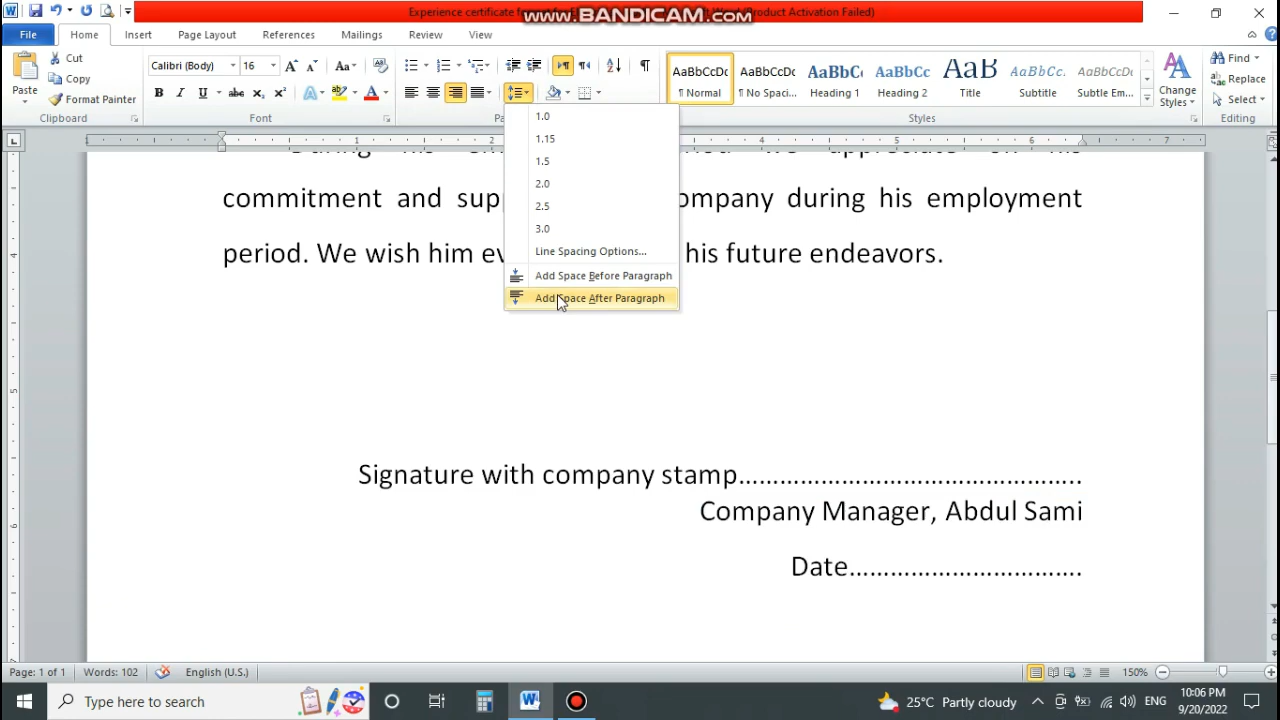 Experience certificate format for
www.BANDICAM.com
(Product Activation Failed)
File Home Insert Page Layout References Mailings Review View
Paste
Cut
Copy
Format Painter
Clipboard
Calibri (Body) 16
Font
AaBbCcDc AaBbCcDc AaBbCc AaBbCc AaB AaBbCc. AaBbCcDc
¶ Normal ¶ No Spaci... Heading 1 Heading 2 Title Subtitle Subtle Em...
Change Styles
Styles
Find
Replace
Select
Editing
1.0
1.15
1.5
2.0
2.5
3.0
Line Spacing Options...
Add Space Before Paragraph
Add Space After Paragraph
commitment and ompany during his employment
period. We wish him his future endeavors.
Signature with company stamp……………………………………………..
Company Manager, Abdul Sami
Date…………………………….
Page: 1 of 1 Words: 102 English (U.S.) 150%
Type here to search 25°C Partly cloudy ENG 10:06 PM
9/20/2022